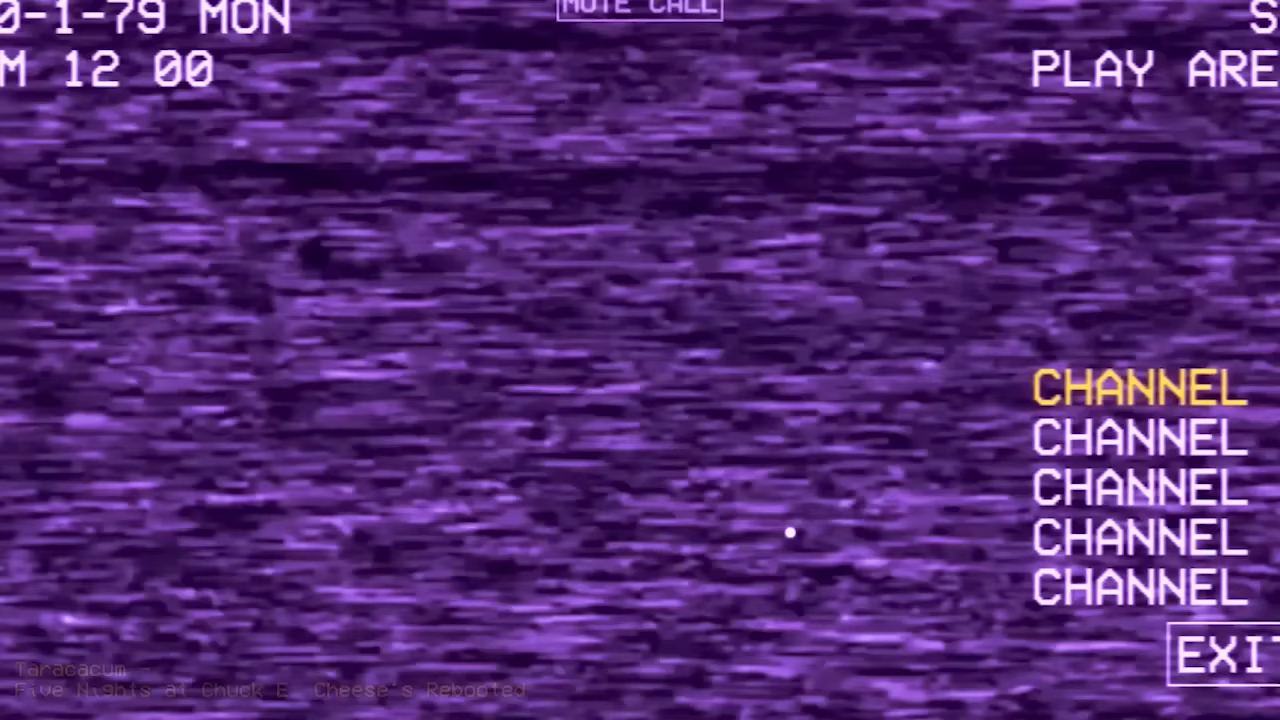 0-1-79 MON
MUTE CALL
S
M 12 00
PLAY ARE
CHANNEL
CHANNEL
CHANNEL
CHANNEL
CHANNEL
EXIT
Taracacum -
Five Nights at Chuck E. Cheese's Rebooted